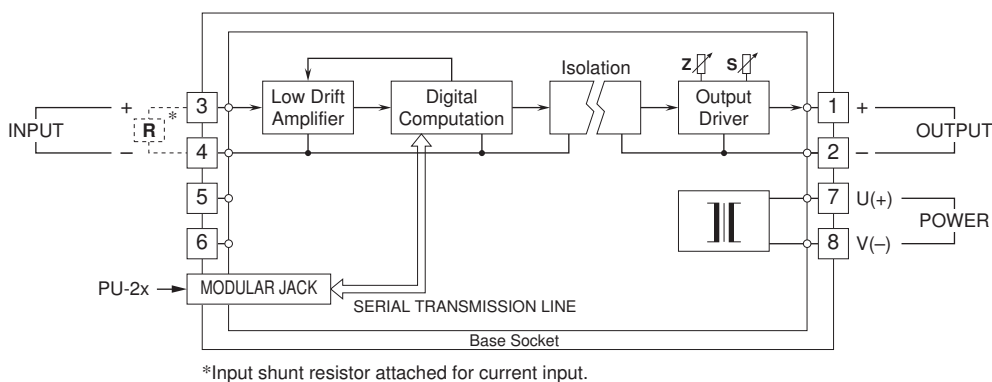 Isolation
Z S
3 Low Drift Amplifier Digital Computation Output Driver 1
+ * +
INPUT R OUTPUT
– 4 2 –
5 7 U(+)
POWER
6 8 V(–)
PU-2x MODULAR JACK
SERIAL TRANSMISSION LINE
Base Socket
*Input shunt resistor attached for current input.